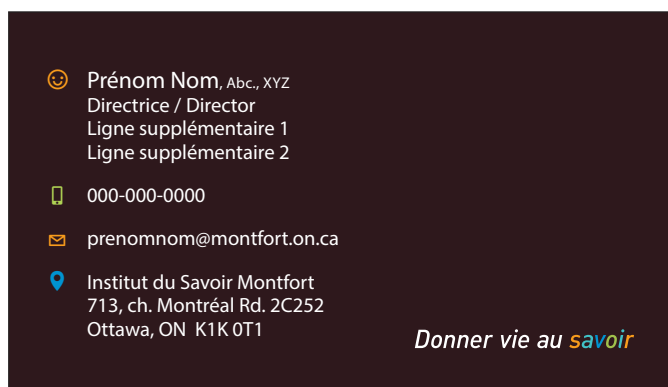 Prénom Nom, Abc., XYZ
Directrice / Director
Ligne supplémentaire 1
Ligne supplémentaire 2
000-000-0000
prenomnom@montfort.on.ca
Institut du Savoir Montfort
713, ch. Montréal Rd. 2C252
Ottawa, ON  K1K 0T1
Donner vie au savoir